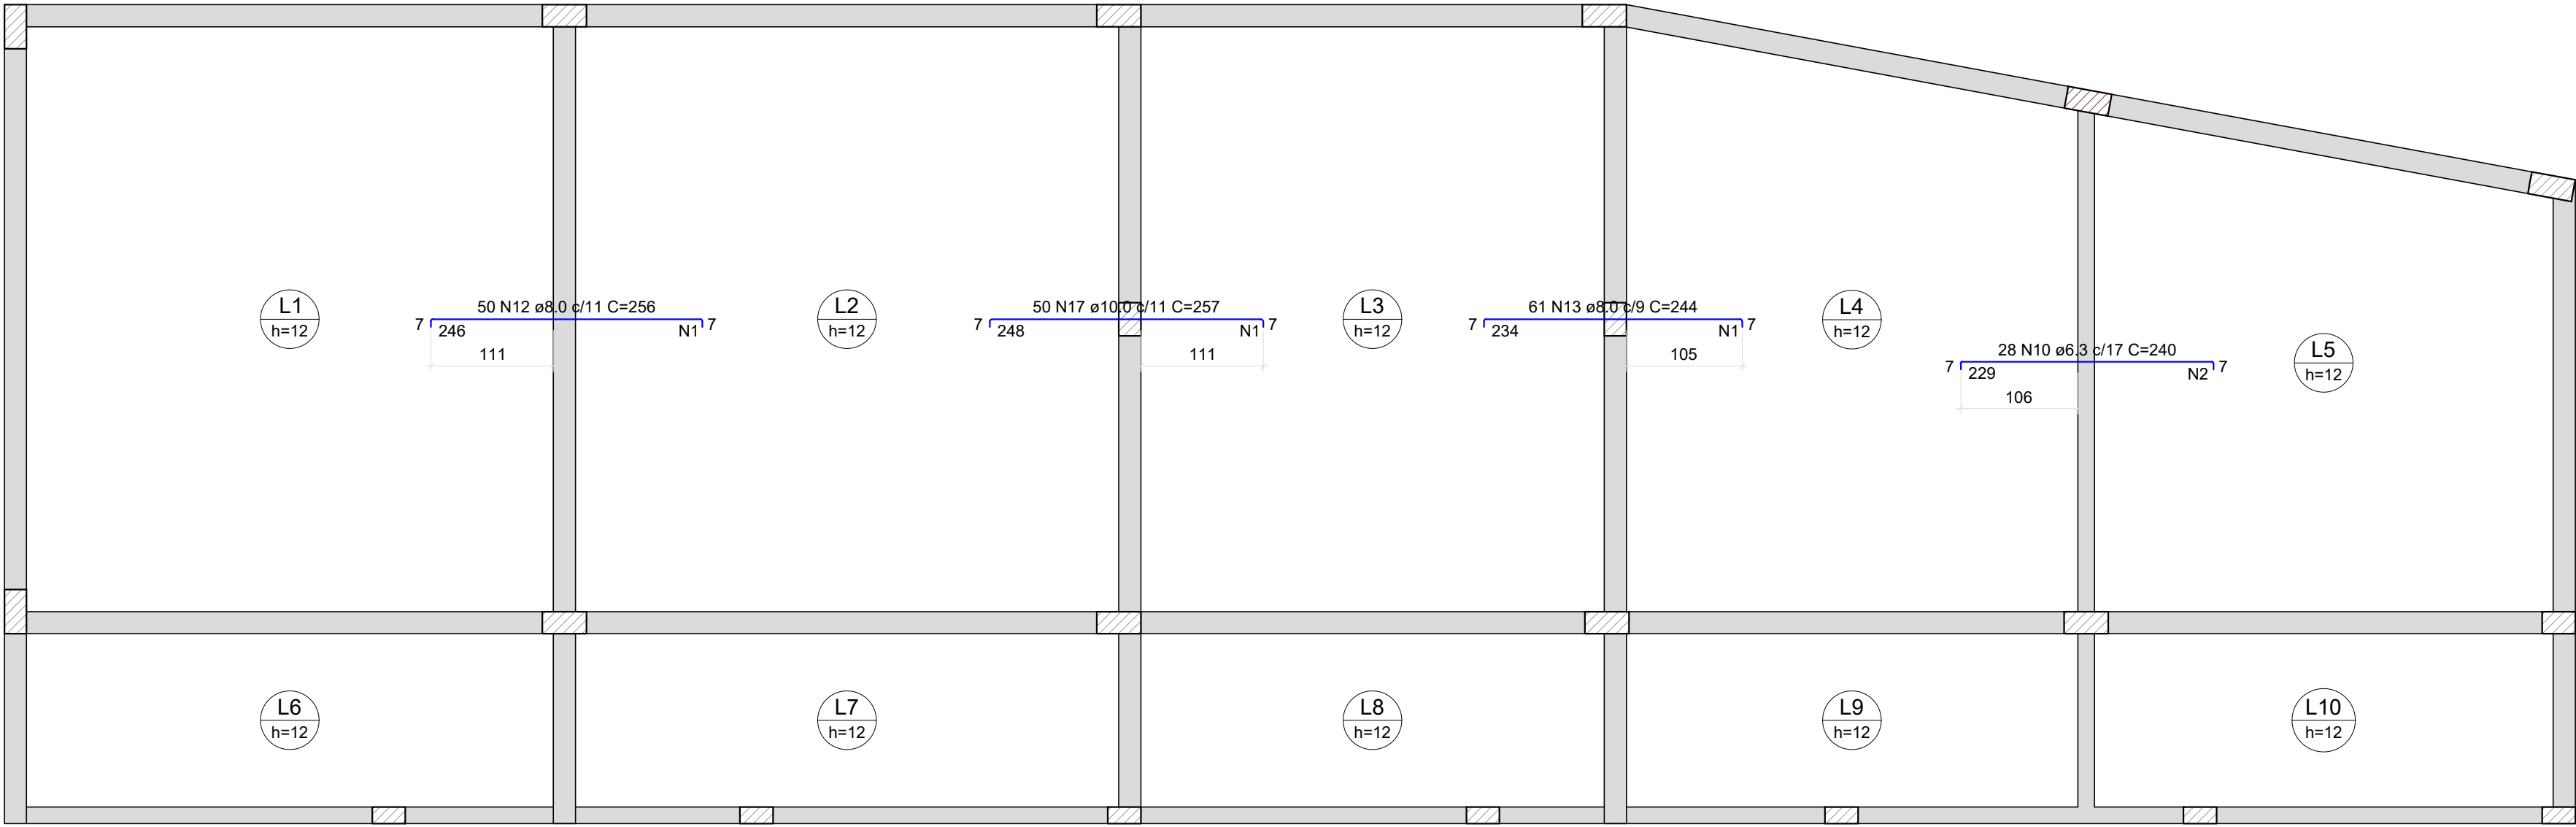 50 N12 ø8.0 c/11 C=256
7 246 N1 7
111
50 N17 ø10.0 c/11 C=257
7 248 N1 7
111
61 N13 ø8.0 c/9 C=244
7 234 N1 7
105
28 N10 ø6.3 c/17 C=240
7 229 N2 7
106
L1
h=12
L2
h=12
L3
h=12
L4
h=12
L5
h=12
L6
h=12
L7
h=12
L8
h=12
L9
h=12
L10
h=12